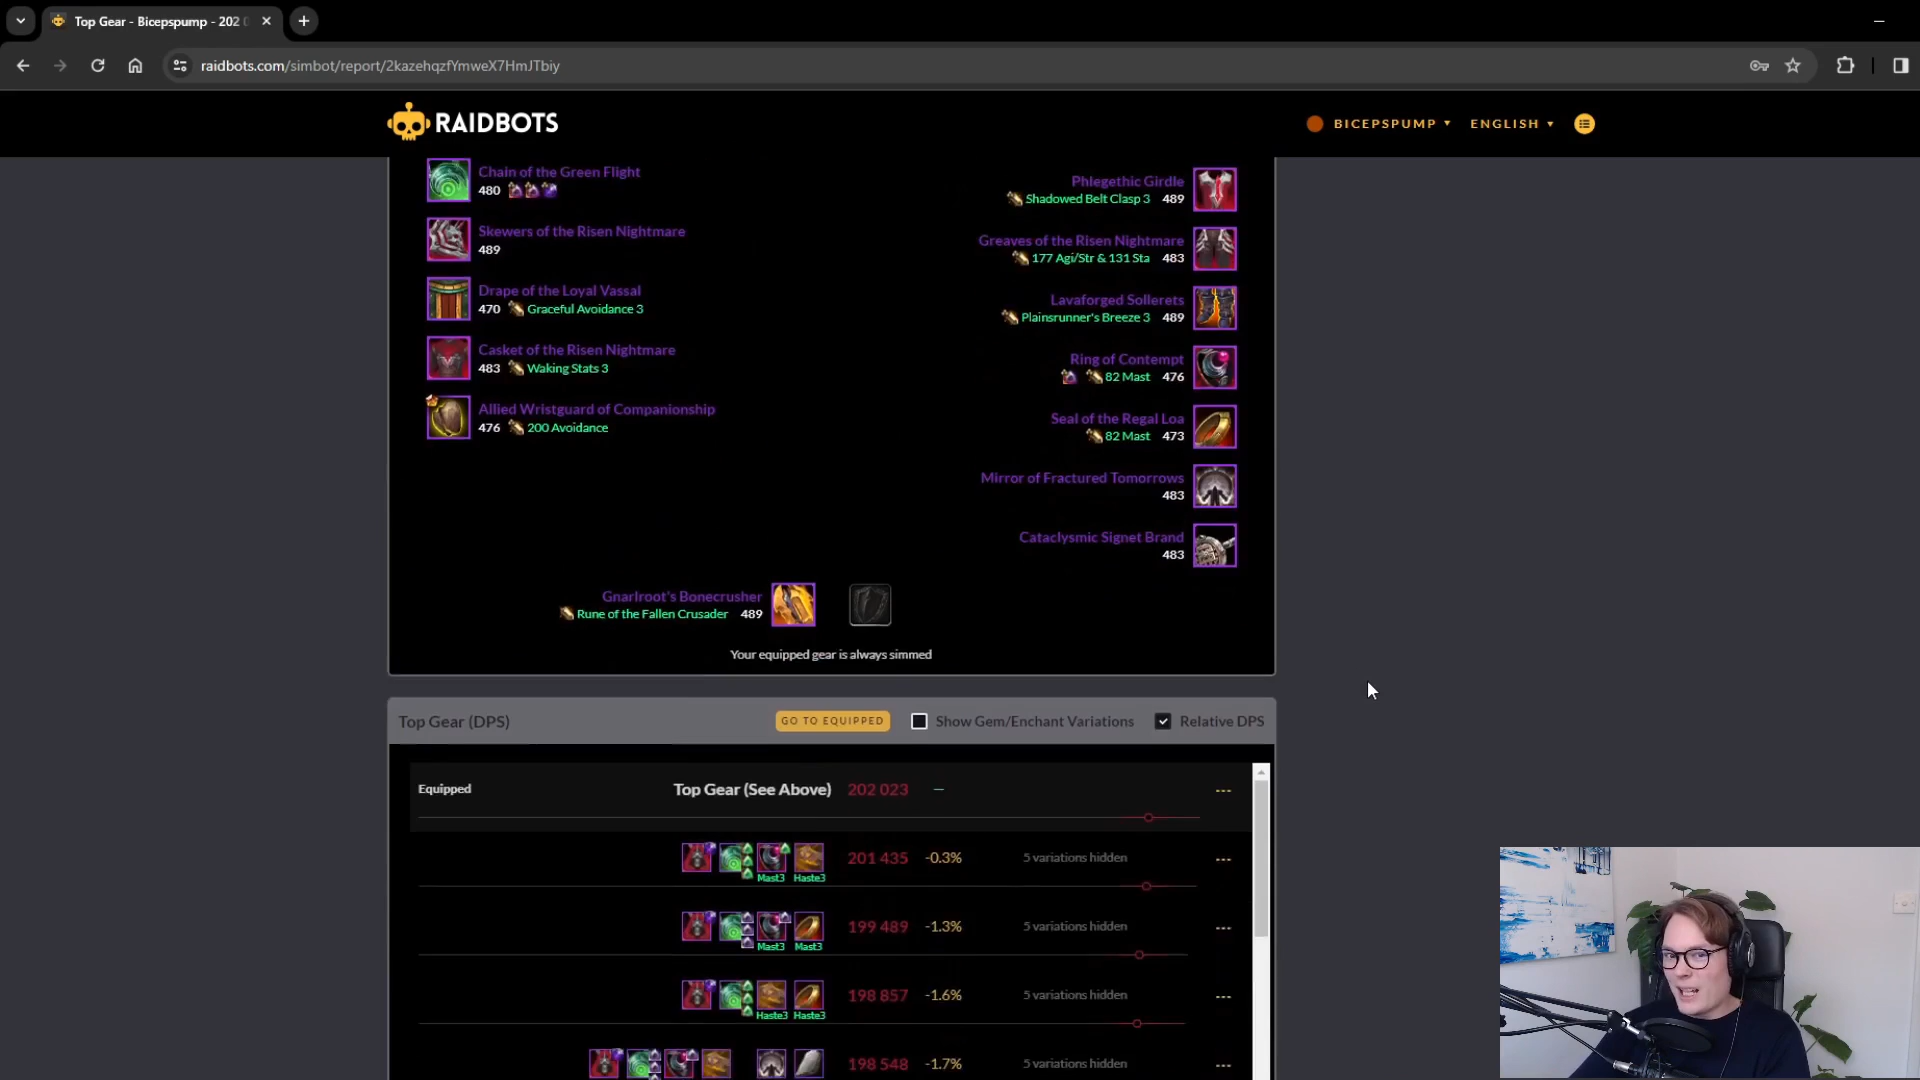 Top Gear - Bicepspump - 202 0
raidbots.com/simbot/report/2kazehqzfYmweX7HmJTbiy
RAIDBOTS
BICEPSPUMP
ENGLISH
Chain of the Green Flight
480
Skewers of the Risen Nightmare
489
Drape of the Loyal Vassal
470 Graceful Avoidance 3
Casket of the Risen Nightmare
483 Waking Stats 3
Allied Wristguard of Companionship
476 200 Avoidance
Phlegethic Girdle
Shadowed Belt Clasp 3 489
Greaves of the Risen Nightmare
177 Agi/Str & 131 Sta 483
Lavaforged Sollerets
Plainsrunner's Breeze 3 489
Ring of Contempt
82 Mast 476
Seal of the Regal Loa
82 Mast 473
Mirror of Fractured Tomorrows
483
Cataclysmic Signet Brand
483
Gnarlroot's Bonecrusher
Rune of the Fallen Crusader 489
Your equipped gear is always simmed
Top Gear (DPS)
GO TO EQUIPPED
Show Gem/Enchant Variations
Relative DPS
Equipped Top Gear (See Above) 202 023 —
201 435 -0.3% 5 variations hidden
Mast3 Haste3
199 489 -1.3% 5 variations hidden
Mast3 Mast3
198 857 -1.6% 5 variations hidden
Haste3 Haste3
198 548 -1.7% 5 variations hidden